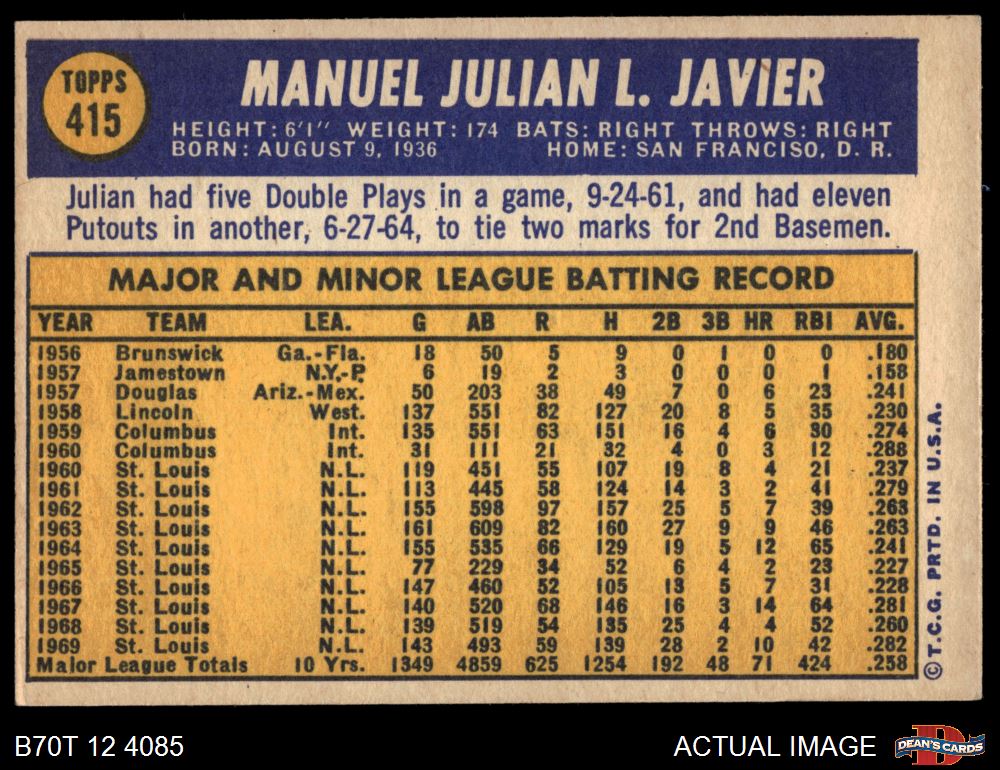 TOPPS
415
MANUEL JULIAN L. JAVIER
HEIGHT: 6'1" WEIGHT: 174 BATS: RIGHT THROWS: RIGHT
BORN: AUGUST 9, 1936 HOME: SAN FRANCISO, D. R.
Julian had five Double Plays in a game, 9-24-61, and had eleven
Putouts in another, 6-27-64, to tie two marks for 2nd Basemen.
MAJOR AND MINOR LEAGUE BATTING RECORD
YEAR TEAM LEA. G AB R H 2B 3B HR RBI AVG.
1956 Brunswick Ga.-Fla. 18 50 5 9 0 1 0 0 .180
1957 Jamestown N.Y.-P. 6 19 2 3 0 0 0 1 .158
1957 Douglas Ariz.-Mex. 50 203 38 49 7 0 6 23 .241
1958 Lincoln West. 137 551 82 127 20 8 5 35 .230
1959 Columbus Int. 135 551 63 151 16 4 6 30 .274
1960 Columbus Int. 31 111 21 32 4 0 3 12 .288
1960 St. Louis N.L. 119 451 55 107 19 8 4 21 .237
1961 St. Louis N.L. 113 445 58 124 14 3 2 41 .279
1962 St. Louis N.L. 155 598 97 157 25 5 7 39 .263
1963 St. Louis N.L. 161 609 82 160 27 9 9 46 .263
1964 St. Louis N.L. 155 535 66 129 19 5 12 65 .241
1965 St. Louis N.L. 77 229 34 52 6 4 2 23 .227
1966 St. Louis N.L. 147 460 52 105 13 5 7 31 .228
1967 St. Louis N.L. 140 520 68 146 16 3 14 64 .281
1968 St. Louis N.L. 139 519 54 135 25 4 4 52 .260
1969 St. Louis N.L. 143 493 59 139 28 2 10 42 .282
Major League Totals 10 Yrs. 1349 4859 625 1254 192 48 71 424 .258
©T.C.G. PRTD. IN U.S.A.
B70T 12 4085
ACTUAL IMAGE
D
DEAN'S CARDS